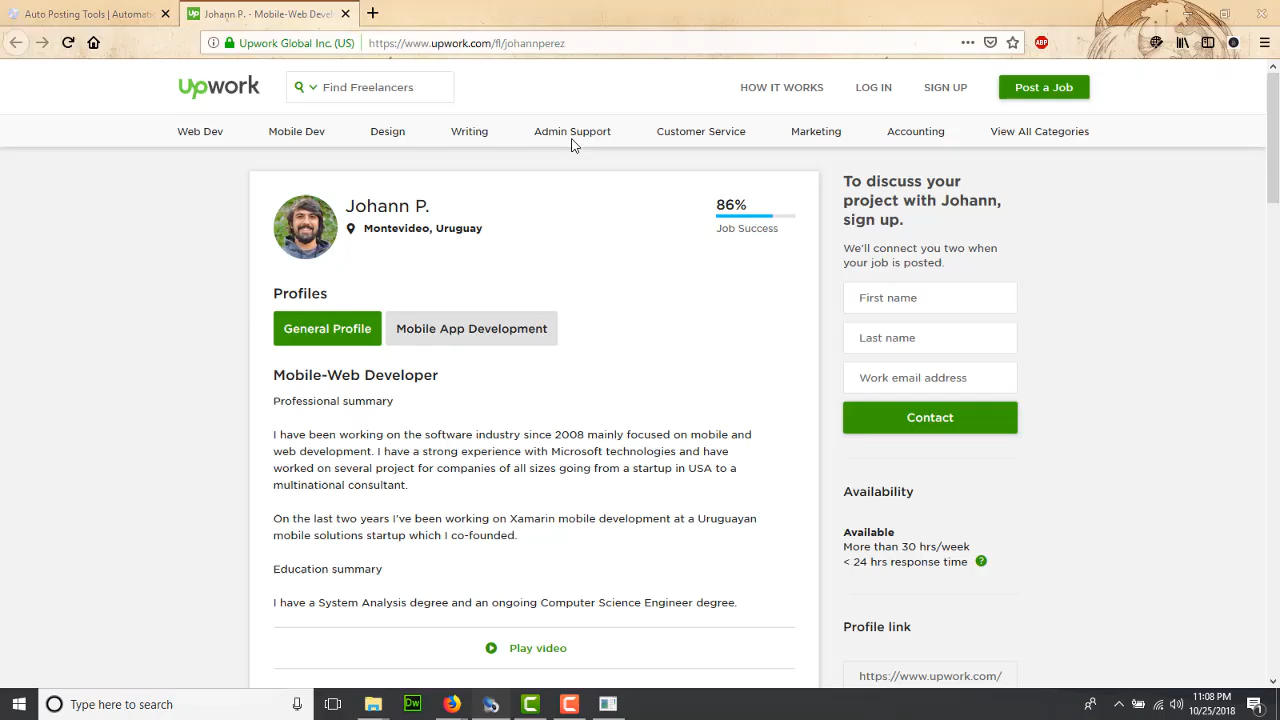 Auto Posting Tools | Automate
Johann P. - Mobile-Web Devel
Upwork Global Inc. (US)
https://www.upwork.com/fl/johannperez
ABP
upwork
Find Freelancers
HOW IT WORKS
LOG IN
SIGN UP
Post a Job
Web Dev
Mobile Dev
Design
Writing
Admin Support
Customer Service
Marketing
Accounting
View All Categories
Johann P.
Montevideo, Uruguay
86%
Job Success
Profiles
General Profile
Mobile App Development
Mobile-Web Developer
Professional summary
I have been working on the software industry since 2008 mainly focused on mobile and
web development. I have a strong experience with Microsoft technologies and have
worked on several project for companies of all sizes going from a startup in USA to a
multinational consultant.
On the last two years I've been working on Xamarin mobile development at a Uruguayan
mobile solutions startup which I co-founded.
Education summary
I have a System Analysis degree and an ongoing Computer Science Engineer degree.
Play video
To discuss your
project with Johann,
sign up.
We'll connect you two when
your job is posted.
First name
Last name
Work email address
Contact
Availability
Available
More than 30 hrs/week
< 24 hrs response time
?
Profile link
https://www.upwork.com/
Type here to search
Dw
11:08 PM
10/25/2018
1